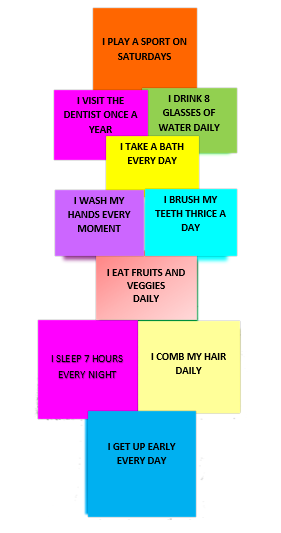 I PLAY A SPORT ON
SATURDAYS
I VISIT THE
DENTIST ONCE A
YEAR
I DRINK 8
GLASSES OF
WATER DAILY
I TAKE A BATH
EVERY DAY
I WASH MY
HANDS EVERY
MOMENT
I BRUSH MY
TEETH THRICE A
DAY
I EAT FRUITS AND
VEGGIES
DAILY
I SLEEP 7 HOURS
EVERY NIGHT
I COMB MY HAIR
DAILY
I GET UP EARLY
EVERY DAY